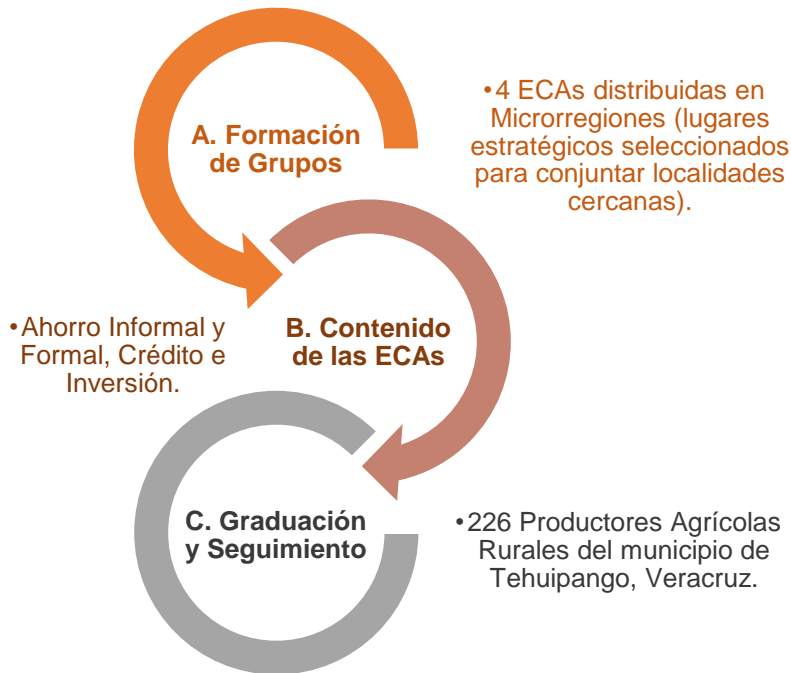 A. Formación
de Grupos
•4 ECAs distribuidas en
Microrregiones (lugares
estratégicos seleccionados
para conjuntar localidades
cercanas).
B. Contenido
de las ECAs
•Ahorro Informal y
Formal, Crédito e
Inversión.
C. Graduación
y Seguimiento
•226 Productores Agrícolas
Rurales del municipio de
Tehuipango, Veracruz.